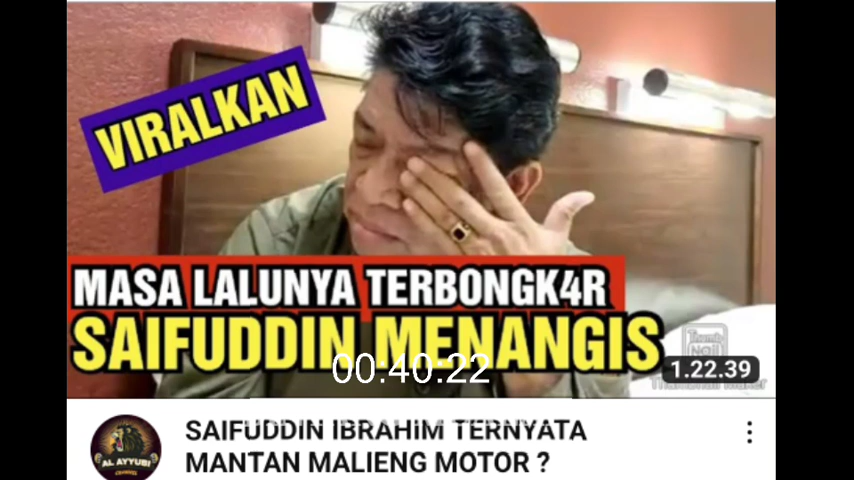 VIRALKAN
MASA LALUNYA TERBONGK4R
SAIFUDDIN MENANGIS
00:40:22
1.22.39
SAIFUDDIN IBRAHIM TERNYATA
MANTAN MALIENG MOTOR ?
AL AYYUBI